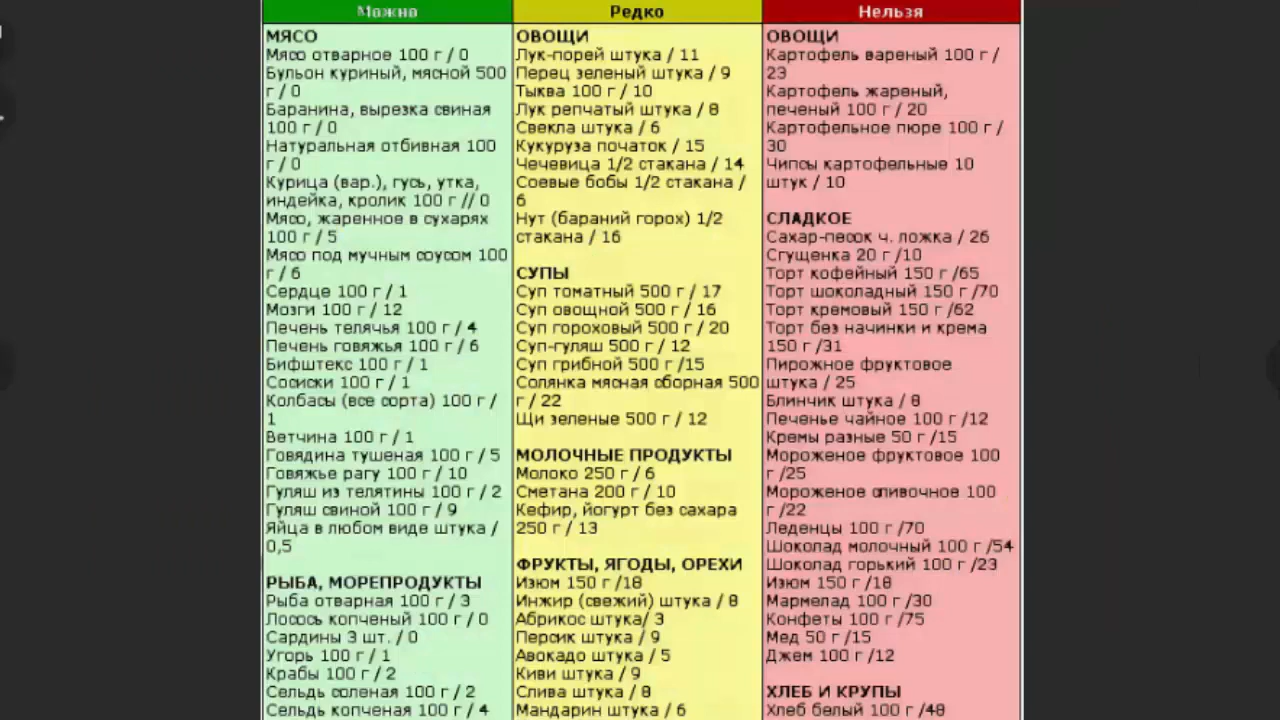 Можно
МЯСО
Мясо отварное 100 г / 0
Бульон куриный, мясной 500
г / 0
Баранина, вырезка свиная
100 г / 0
Натуральная отбивная 100
г / 0
Курица (вар.), гусь, утка,
индейка, кролик 100 г // 0
Мясо, жаренное в сухарях
100 г / 5
Мясо под мучным соусом 100
г / 6
Сердце 100 г / 1
Мозги 100 г / 12
Печень телячья 100 г / 4
Печень говяжья 100 г / 6
Бифштекс 100 г / 1
Сосиски 100 г / 1
Колбасы (все сорта) 100 г /
1
Ветчина 100 г / 1
Говядина тушеная 100 г / 5
Говяжье рагу 100 г / 10
Гуляш из телятины 100 г / 2
Гуляш свиной 100 г / 9
Яйца в любом виде штука /
0,5
РЫБА, МОРЕПРОДУКТЫ
Рыба отварная 100 г / 3
Лосось копченый 100 г / 0
Сардины 3 шт. / 0
Угорь 100 г / 1
Крабы 100 г / 2
Сельдь соленая 100 г / 2
Сельдь копченая 100 г / 4
Редко
ОВОЩИ
Лук-порей штука / 11
Перец зеленый штука / 9
Тыква 100 г / 10
Лук репчатый штука / 8
Свекла штука / 6
Кукуруза початок / 15
Чечевица 1/2 стакана / 14
Соевые бобы 1/2 стакана /
6
Нут (бараний горох) 1/2
стакана / 16
СУПЫ
Суп томатный 500 г / 17
Суп овощной 500 г / 16
Суп гороховый 500 г / 20
Суп-гуляш 500 г / 12
Суп грибной 500 г /15
Солянка мясная сборная 500
г / 22
Щи зеленые 500 г / 12
МОЛОЧНЫЕ ПРОДУКТЫ
Молоко 250 г / 6
Сметана 200 г / 10
Кефир, йогурт без сахара
250 г / 13
ФРУКТЫ, ЯГОДЫ, ОРЕХИ
Изюм 150 г /18
Инжир (свежий) штука / 8
Абрикос штука/ 3
Персик штука / 9
Авокадо штука / 5
Киви штука / 9
Слива штука / 8
Мандарин штука / 6
Нельзя
ОВОЩИ
Картофель вареный 100 г /
23
Картофель жареный,
печеный 100 г / 20
Картофельное пюре 100 г /
30
Чипсы картофельные 10
штук / 10
СЛАДКОЕ
Сахар-песок ч. ложка / 26
Сгущенка 20 г /10
Торт кофейный 150 г /65
Торт шоколадный 150 г /70
Торт кремовый 150 г /62
Торт без начинки и крема
150 г /31
Пирожное фруктовое
штука / 25
Блинчик штука / 8
Печенье чайное 100 г /12
Кремы разные 50 г /15
Мороженое фруктовое 100
г /25
Мороженое сливочное 100
г /22
Леденцы 100 г /70
Шоколад молочный 100 г /54
Шоколад горький 100 г /23
Изюм 150 г /18
Мармелад 100 г /30
Конфеты 100 г /75
Мед 50 г /15
Джем 100 г /12
ХЛЕБ И КРУПЫ
Хлеб белый 100 г /48